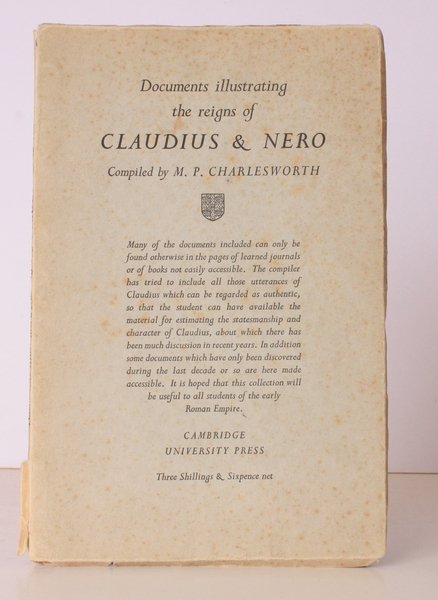 Documents illustrating
the reigns of
CLAUDIUS & NERO
Compiled by M. P. CHARLESWORTH
Many of the documents included can only be
found otherwise in the pages of learned journals
or of books not easily accessible. The compiler
has tried to include all those utterances of
Claudius which can be regarded as authentic,
so that the student can have available the
material for estimating the statesmanship and
character of Claudius, about which there has
been much discussion in recent years. In addition
some documents which have only been discovered
during the last decade or so are here made
accessible. It is hoped that this collection will
be useful to all students of the early
Roman Empire.
CAMBRIDGE
UNIVERSITY PRESS
Three Shillings & Sixpence net